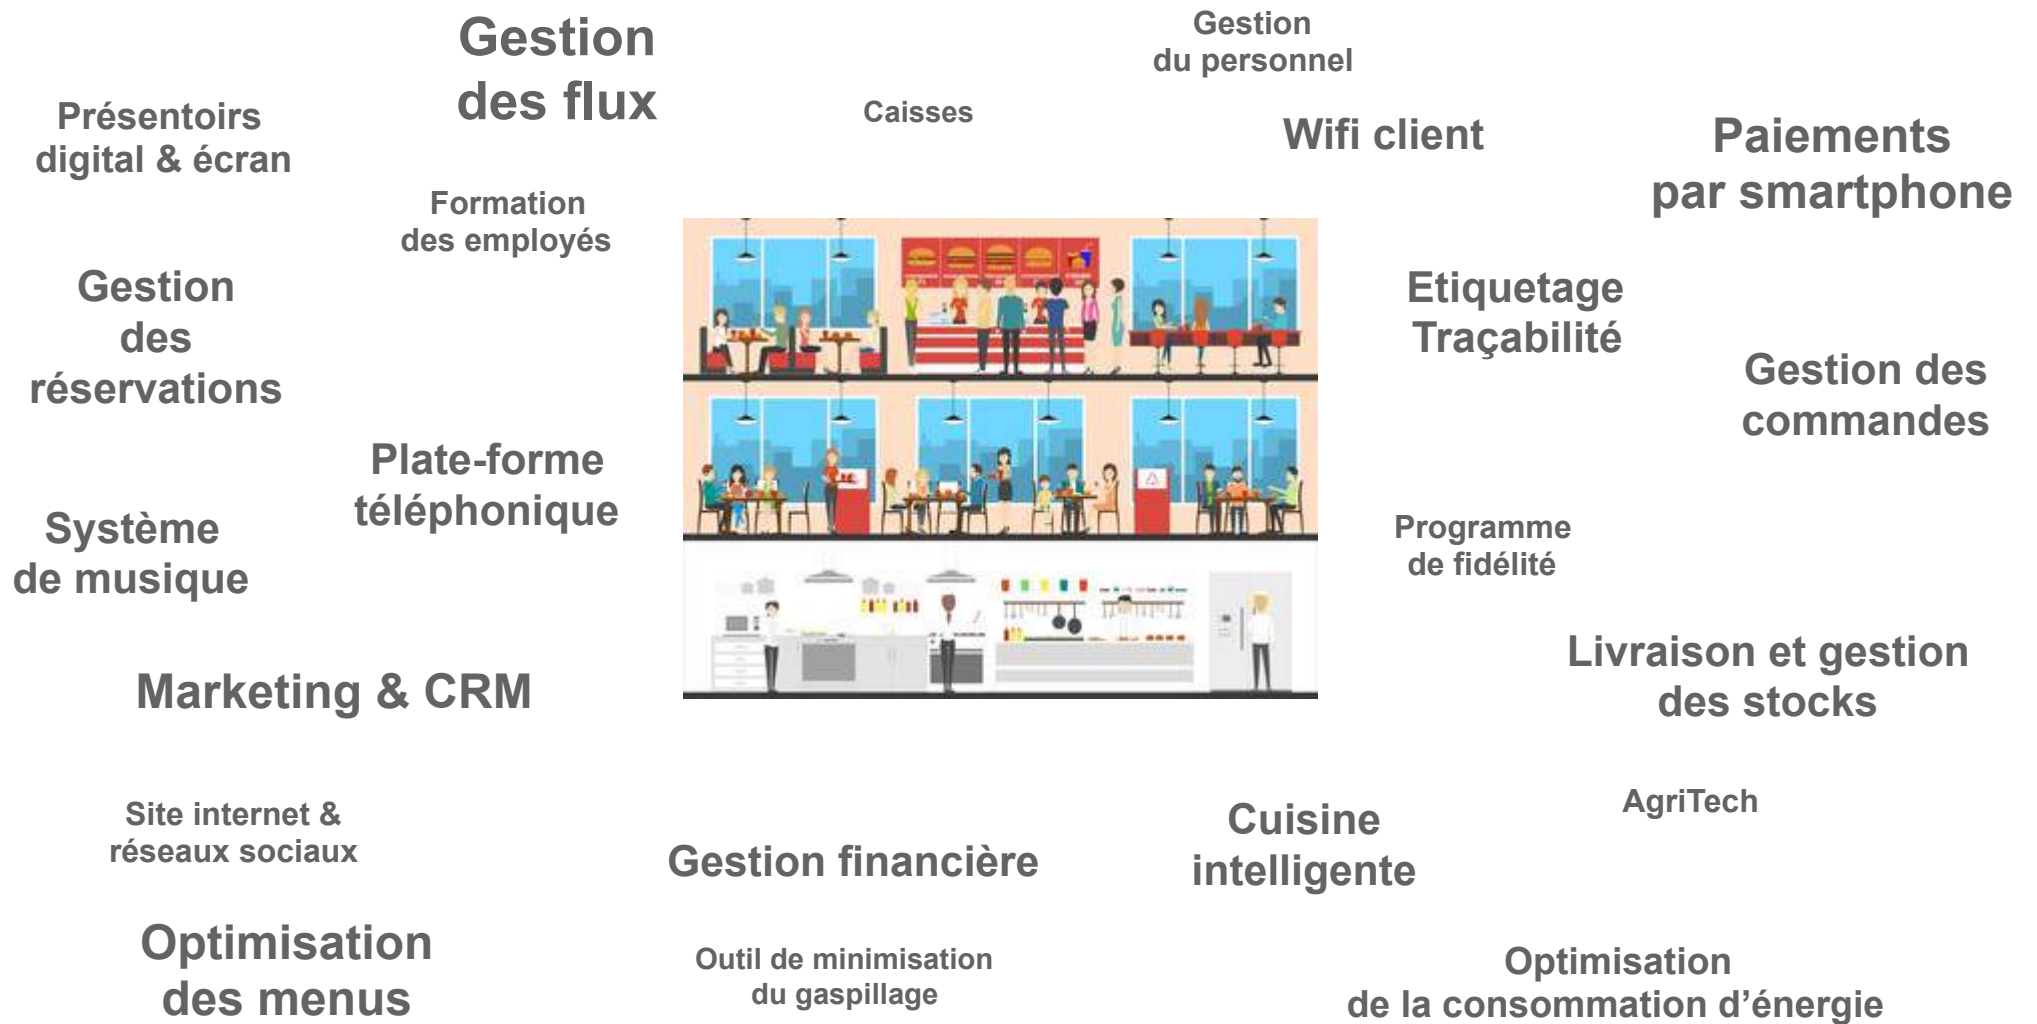 Gestion
des flux
Gestion
du personnel
Présentoirs
digital & écran
Caisses
Wifi client
Paiements
par smartphone
Formation
des employés
Gestion
des
réservations
Etiquetage
Traçabilité
Gestion des
commandes
Plate-forme
téléphonique
Système
de musique
Programme
de fidélité
Marketing & CRM
Livraison et gestion
des stocks
Site internet &
réseaux sociaux
Gestion financière
Cuisine
intelligente
AgriTech
Optimisation
des menus
Outil de minimisation
du gaspillage
Optimisation
de la consommation d’énergie